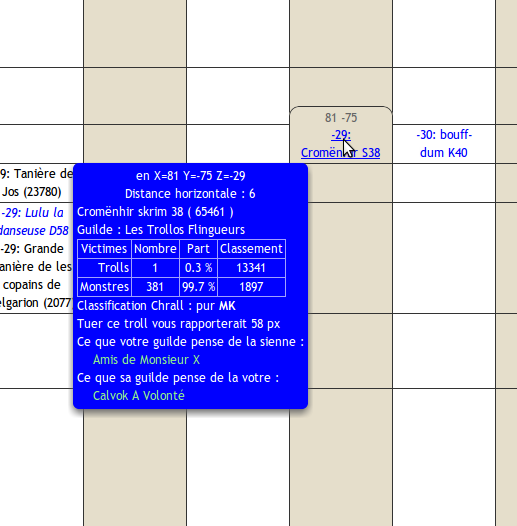 81 -75
-29:
Cromënhir S38
-30: bouff-
dum K40
9: Tanière de
Jos (23780)
-29: Lulu la
danseuse D58
-29: Grande
anière de les
copains de
elgarion (2077
en X=81 Y=-75 Z=-29
Distance horizontale : 6
Cromënhir skrim 38 ( 65461 )
Guilde : Les Trollos Flingueurs
Victimes Nombre Part Classement
Trolls 1 0.3 % 13341
Monstres 381 99.7 % 1897
Classification Chrall : pur MK
Tuer ce troll vous rapporterait 58 px
Ce que votre guilde pense de la sienne :
Amis de Monsieur X
Ce que sa guilde pense de la votre :
Calvok A Volonté